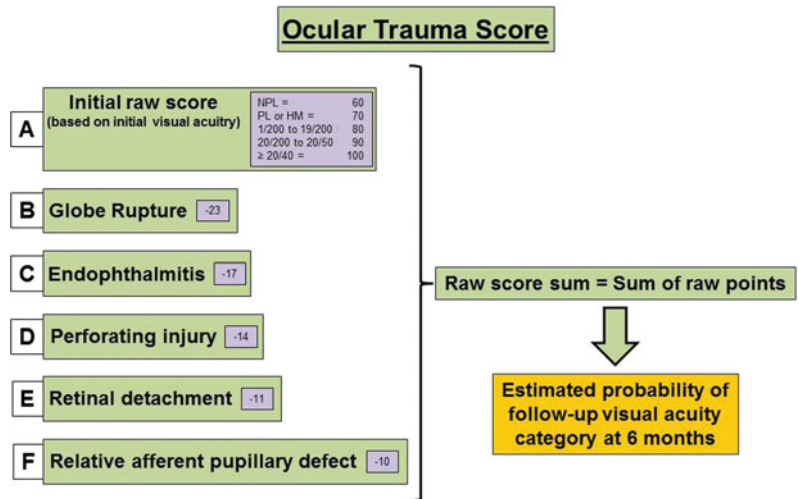 Ocular Trauma Score
A
Initial raw score
(based on initial visual acuitry)
NPL = 60
PL or HM = 70
1/200 to 19/200 80
20/200 to 20/50 90
≥ 20/40 = 100
B
Globe Rupture -23
C
Endophthalmitis -17
D
Perforating injury -14
E
Retinal detachment -11
F
Relative afferent pupillary defect -10
Raw score sum = Sum of raw points
Estimated probability of
follow-up visual acuity
category at 6 months